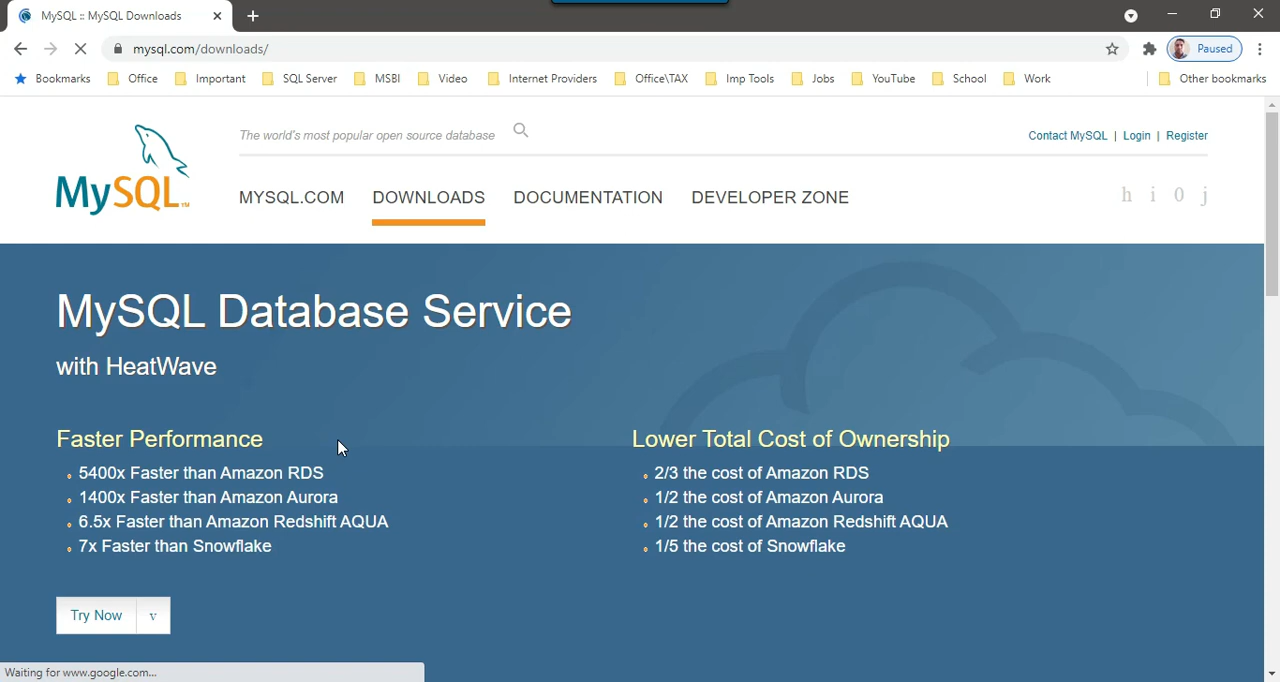 MySQL :: MySQL Downloads
mysql.com/downloads/
Paused
Bookmarks Office Important SQL Server MSBI Video Internet Providers Office\TAX Imp Tools Jobs YouTube School Work Other bookmarks
The world's most popular open source database
Contact MySQL | Login | Register
MySQL™
MYSQL.COM DOWNLOADS DOCUMENTATION DEVELOPER ZONE
h i 0 j
MySQL Database Service
with HeatWave
Faster Performance
5400x Faster than Amazon RDS
1400x Faster than Amazon Aurora
6.5x Faster than Amazon Redshift AQUA
7x Faster than Snowflake
Lower Total Cost of Ownership
2/3 the cost of Amazon RDS
1/2 the cost of Amazon Aurora
1/2 the cost of Amazon Redshift AQUA
1/5 the cost of Snowflake
Try Now v
Waiting for www.google.com...